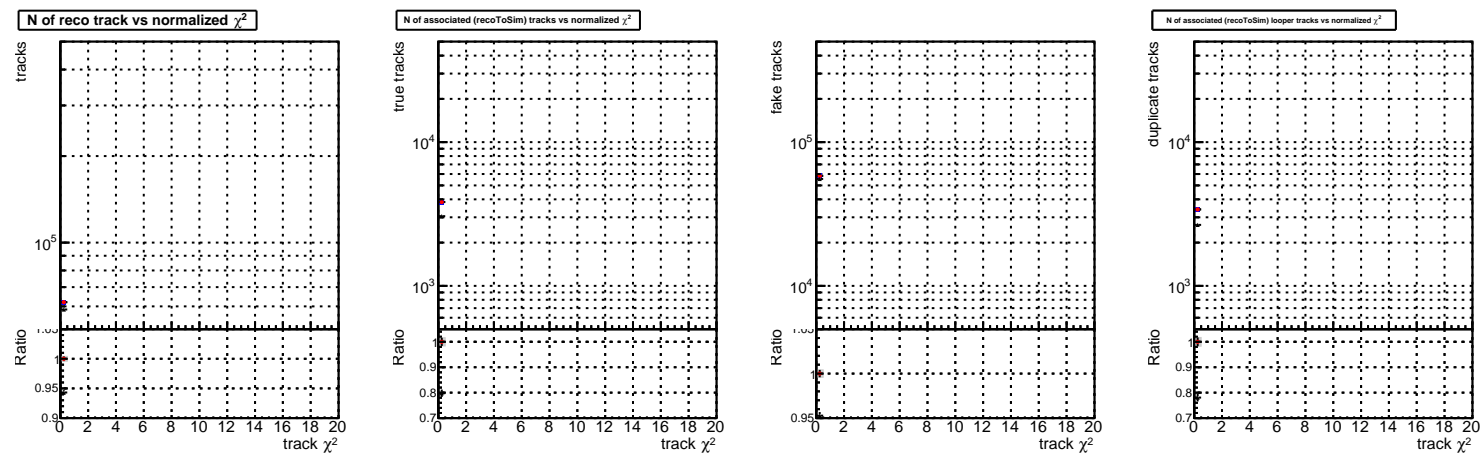 N of reco track vs normalized χ²
tracks
10⁵
Ratio
1.05
1
0.95
0.9
0 2 4 6 8 10 12 14 16 18 20
track χ²
N of associated (recoToSim) tracks vs normalized χ²
true tracks
10⁴
10³
Ratio
1
0.9
0.8
0.7
0 2 4 6 8 10 12 14 16 18 20
track χ²
fake tracks
10⁵
10⁴
Ratio
1.05
1
0.95
0 2 4 6 8 10 12 14 16 18 20
track χ²
N of associated (recoToSim) looper tracks vs normalized χ²
duplicate tracks
10⁴
10³
Ratio
1
0.9
0.8
0.7
0 2 4 6 8 10 12 14 16 18 20
track χ²